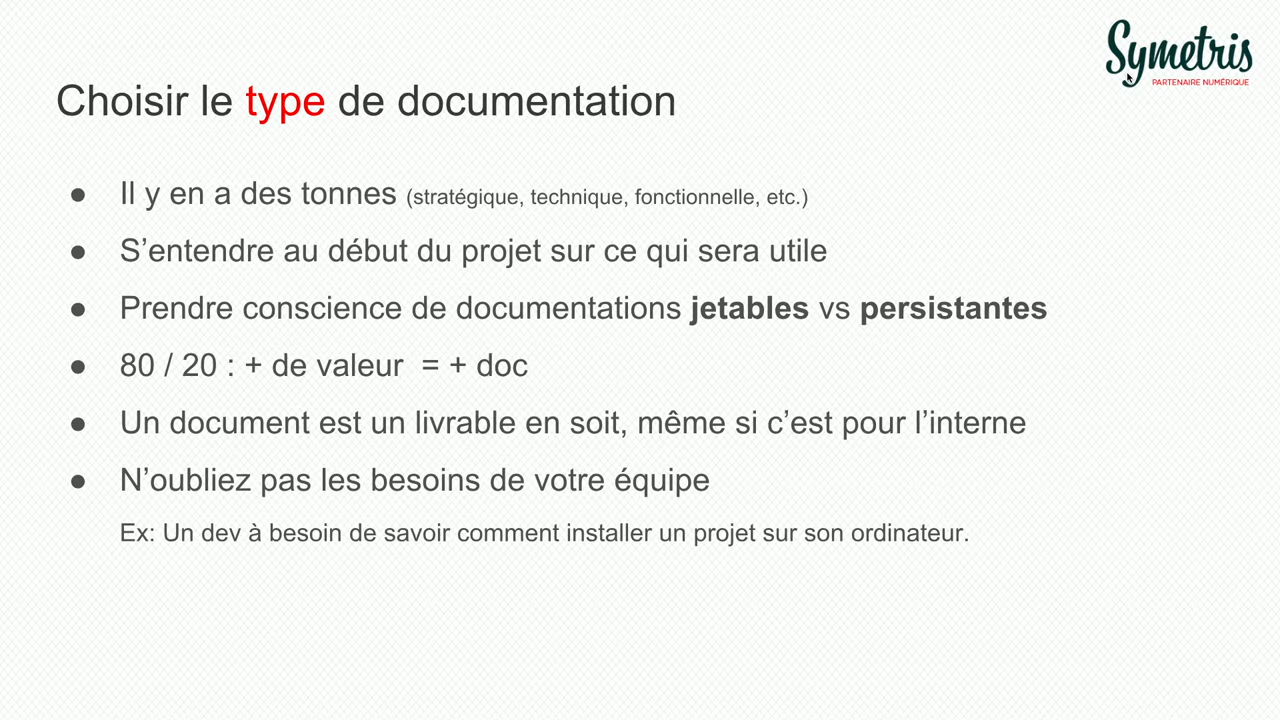 Symetris
PARTENAIRE NUMÉRIQUE
Choisir le type de documentation
● Il y en a des tonnes (stratégique, technique, fonctionnelle, etc.)
● S’entendre au début du projet sur ce qui sera utile
● Prendre conscience de documentations jetables vs persistantes
● 80 / 20 : + de valeur = + doc
● Un document est un livrable en soit, même si c’est pour l’interne
● N’oubliez pas les besoins de votre équipe
Ex: Un dev à besoin de savoir comment installer un projet sur son ordinateur.